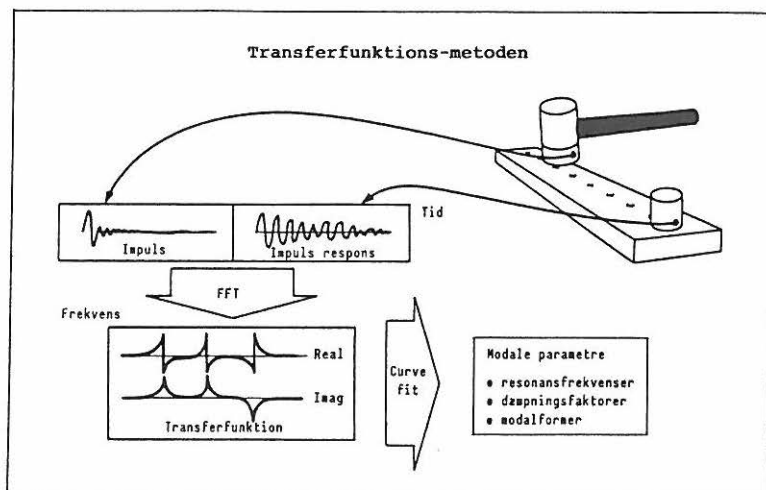 Transferfunktions-metoden
Tid
Impuls
Impuls respons
FFT
Frekvens
Real
Imag
Transferfunktion
Curve
fit
Modale parametre
• resonansfrekvenser
• dæmpningsfaktorer
• modalformer